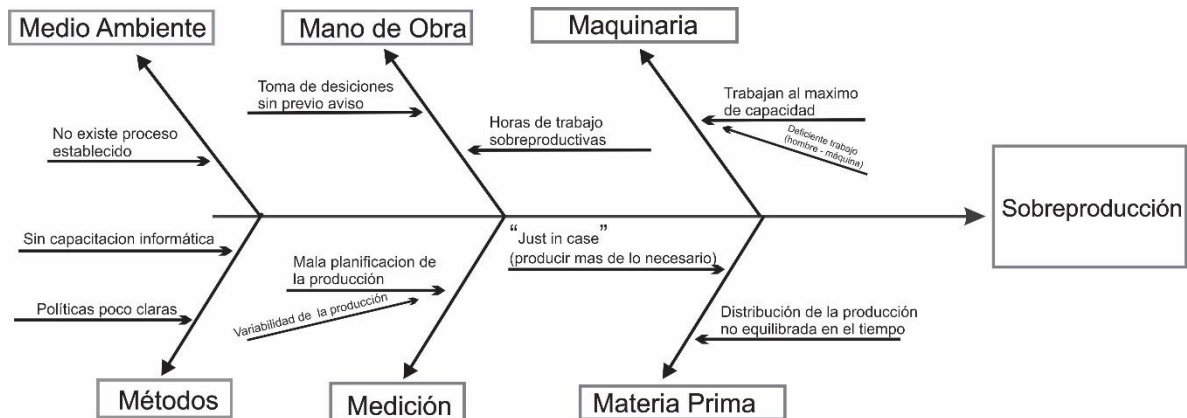 Medio Ambiente
Mano de Obra
Maquinaria
Toma de desiciones
sin previo aviso
Trabajan al maximo
de capacidad
No existe proceso
establecido
Horas de trabajo
sobreproductivas
Deficiente trabajo
(hombre - máquina)
Sobreproducción
Sin capacitacion informática
"Just in case"
(producir mas de lo necesario)
Mala planificacion de
la producción
Políticas poco claras
Variabilidad de la producción
Distribución de la producción
no equilibrada en el tiempo
Métodos
Medición
Materia Prima